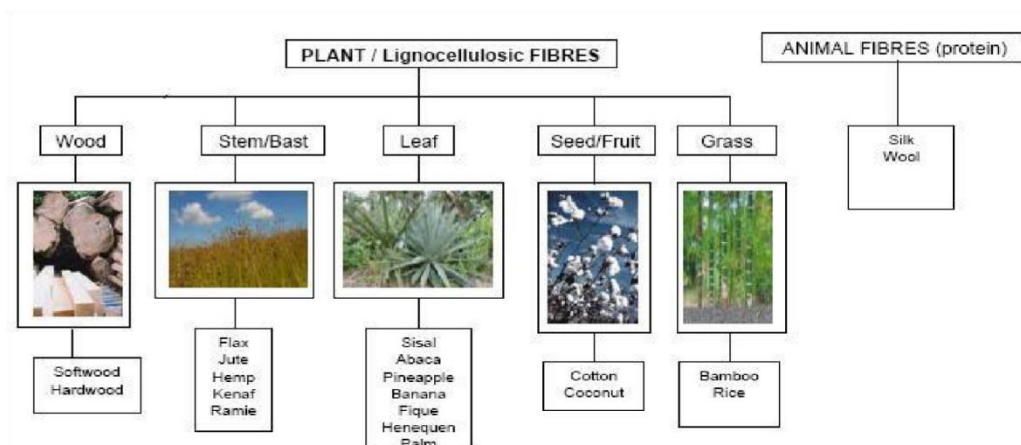 PLANT / Lignocellulosic FIBRES
ANIMAL FIBRES (protein)
Wood
Stem/Bast
Leaf
Seed/Fruit
Grass
Silk
Wool
Softwood
Hardwood
Flax
Jute
Hemp
Kenaf
Ramie
Sisal
Abaca
Pineapple
Banana
Fique
Henequen
Palm
Cotton
Coconut
Bamboo
Rice